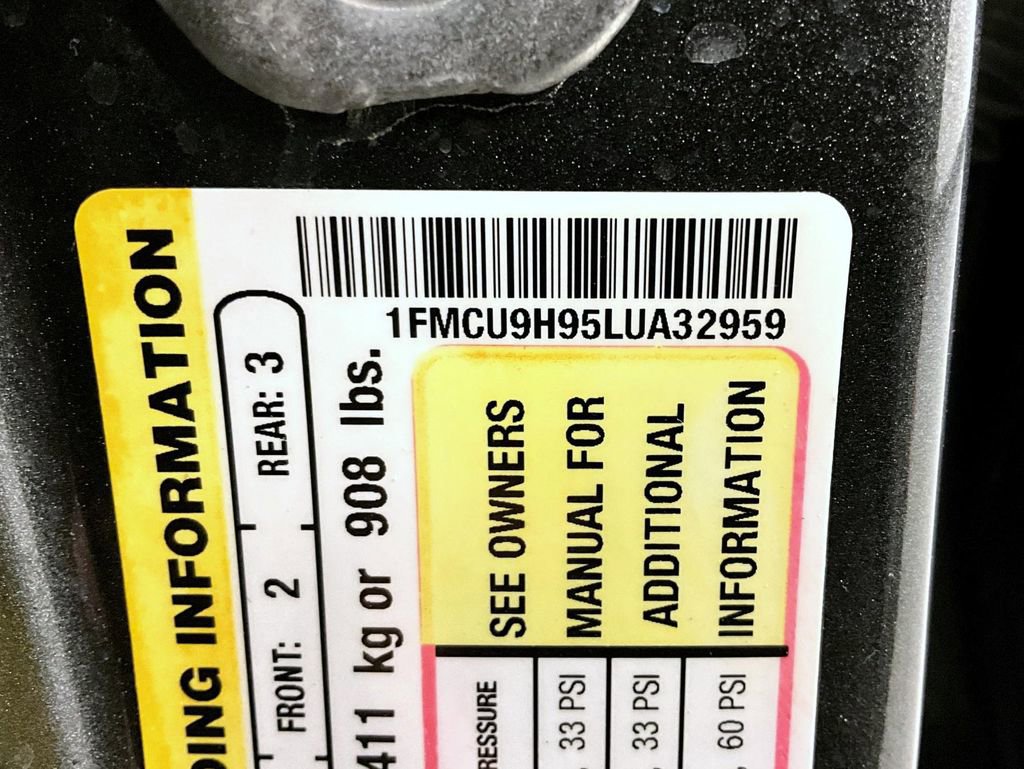 1FMCU9H95LUA32959
DING INFORMATION
FRONT: 2 REAR: 3
411 kg or 908 lbs.
SEE OWNERS
MANUAL FOR
ADDITIONAL
INFORMATION
RESSURE
33 PSI
33 PSI
60 PSI